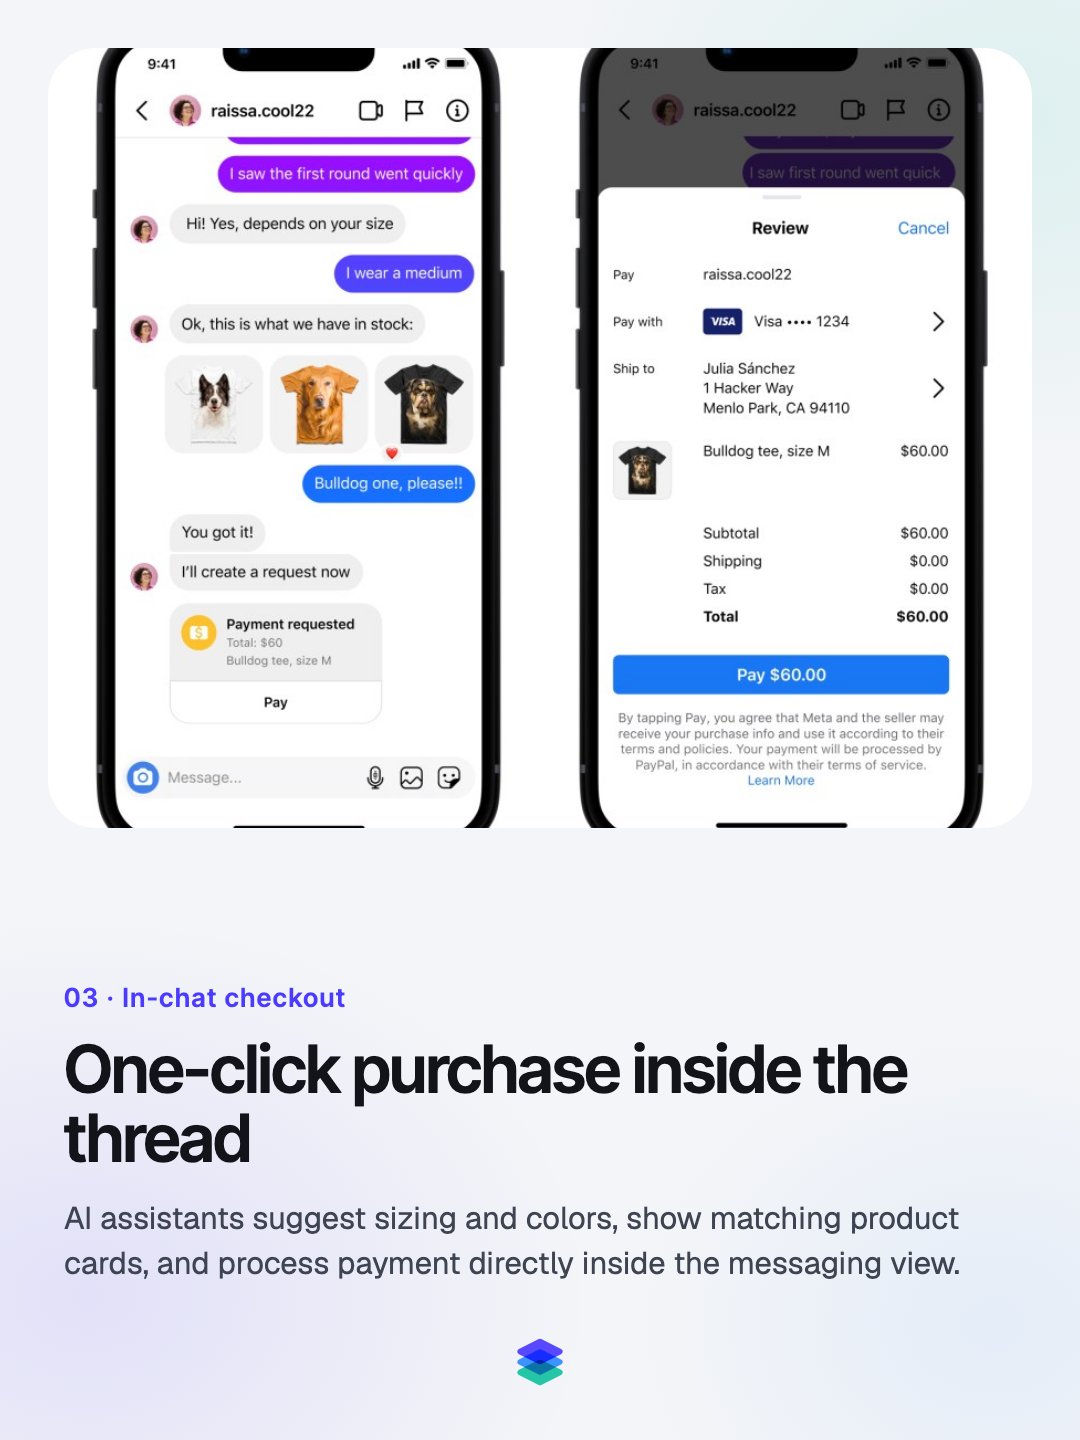 9:41
raissa.cool22
I saw the first round went quickly
Hi! Yes, depends on your size
I wear a medium
Ok, this is what we have in stock:
Bulldog one, please!!
You got it!
I'll create a request now
Payment requested
Total: $60
Bulldog tee, size M
Pay
Message...
9:41
raissa.cool22
I saw first round went quick
Review
Cancel
Pay raissa.cool22
Pay with VISA Visa •••• 1234
Ship to Julia Sánchez
1 Hacker Way
Menlo Park, CA 94110
Bulldog tee, size M $60.00
Subtotal $60.00
Shipping $0.00
Tax $0.00
Total $60.00
Pay $60.00
By tapping Pay, you agree that Meta and the seller may
receive your purchase info and use it according to their
terms and policies. Your payment will be processed by
PayPal, in accordance with their terms of service.
Learn More
03 · In-chat checkout
One-click purchase inside the
thread
AI assistants suggest sizing and colors, show matching product
cards, and process payment directly inside the messaging view.